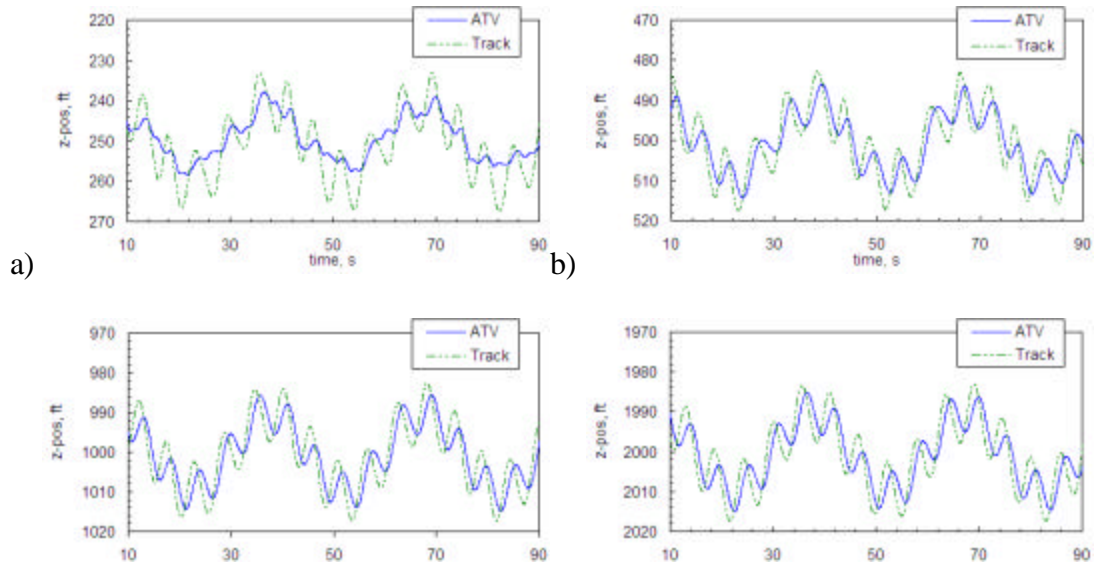 220
230
240
250
260
270
z-pos, ft
ATV
Track
10 30 50 70 90
time, s
a)
470
480
490
500
510
520
z-pos, ft
ATV
Track
10 30 50 70 90
time, s
b)
970
980
990
1000
1010
1020
z-pos, ft
ATV
Track
10 30 50 70 90
1970
1980
1990
2000
2010
2020
z-pos, ft
ATV
Track
10 30 50 70 90